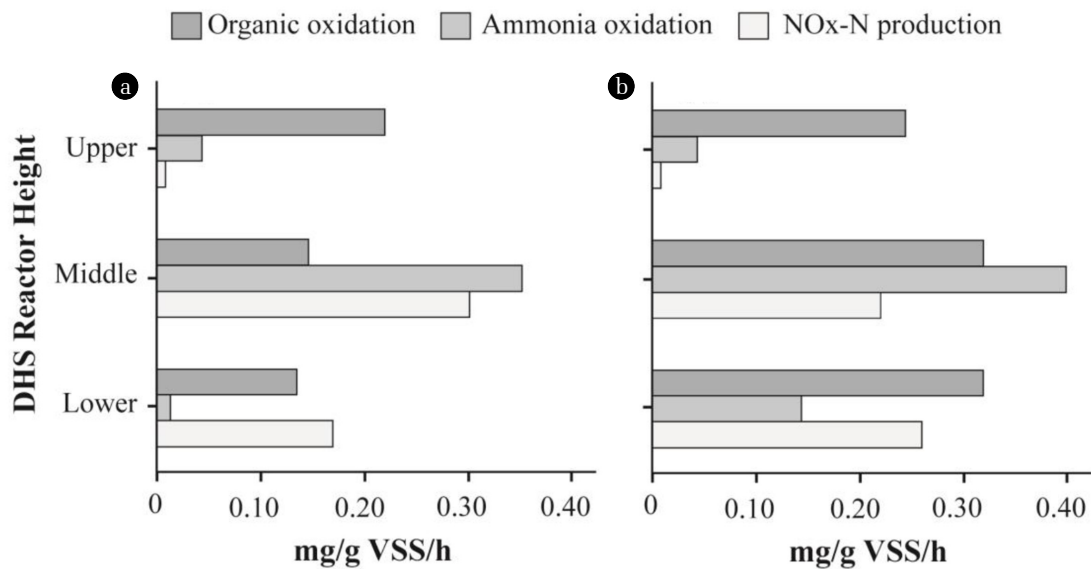 Organic oxidation Ammonia oxidation NOx-N production
a b
DHS Reactor Height
Upper
Middle
Lower
0 0.10 0.20 0.30 0.40
0 0.10 0.20 0.30 0.40
mg/g VSS/h
mg/g VSS/h